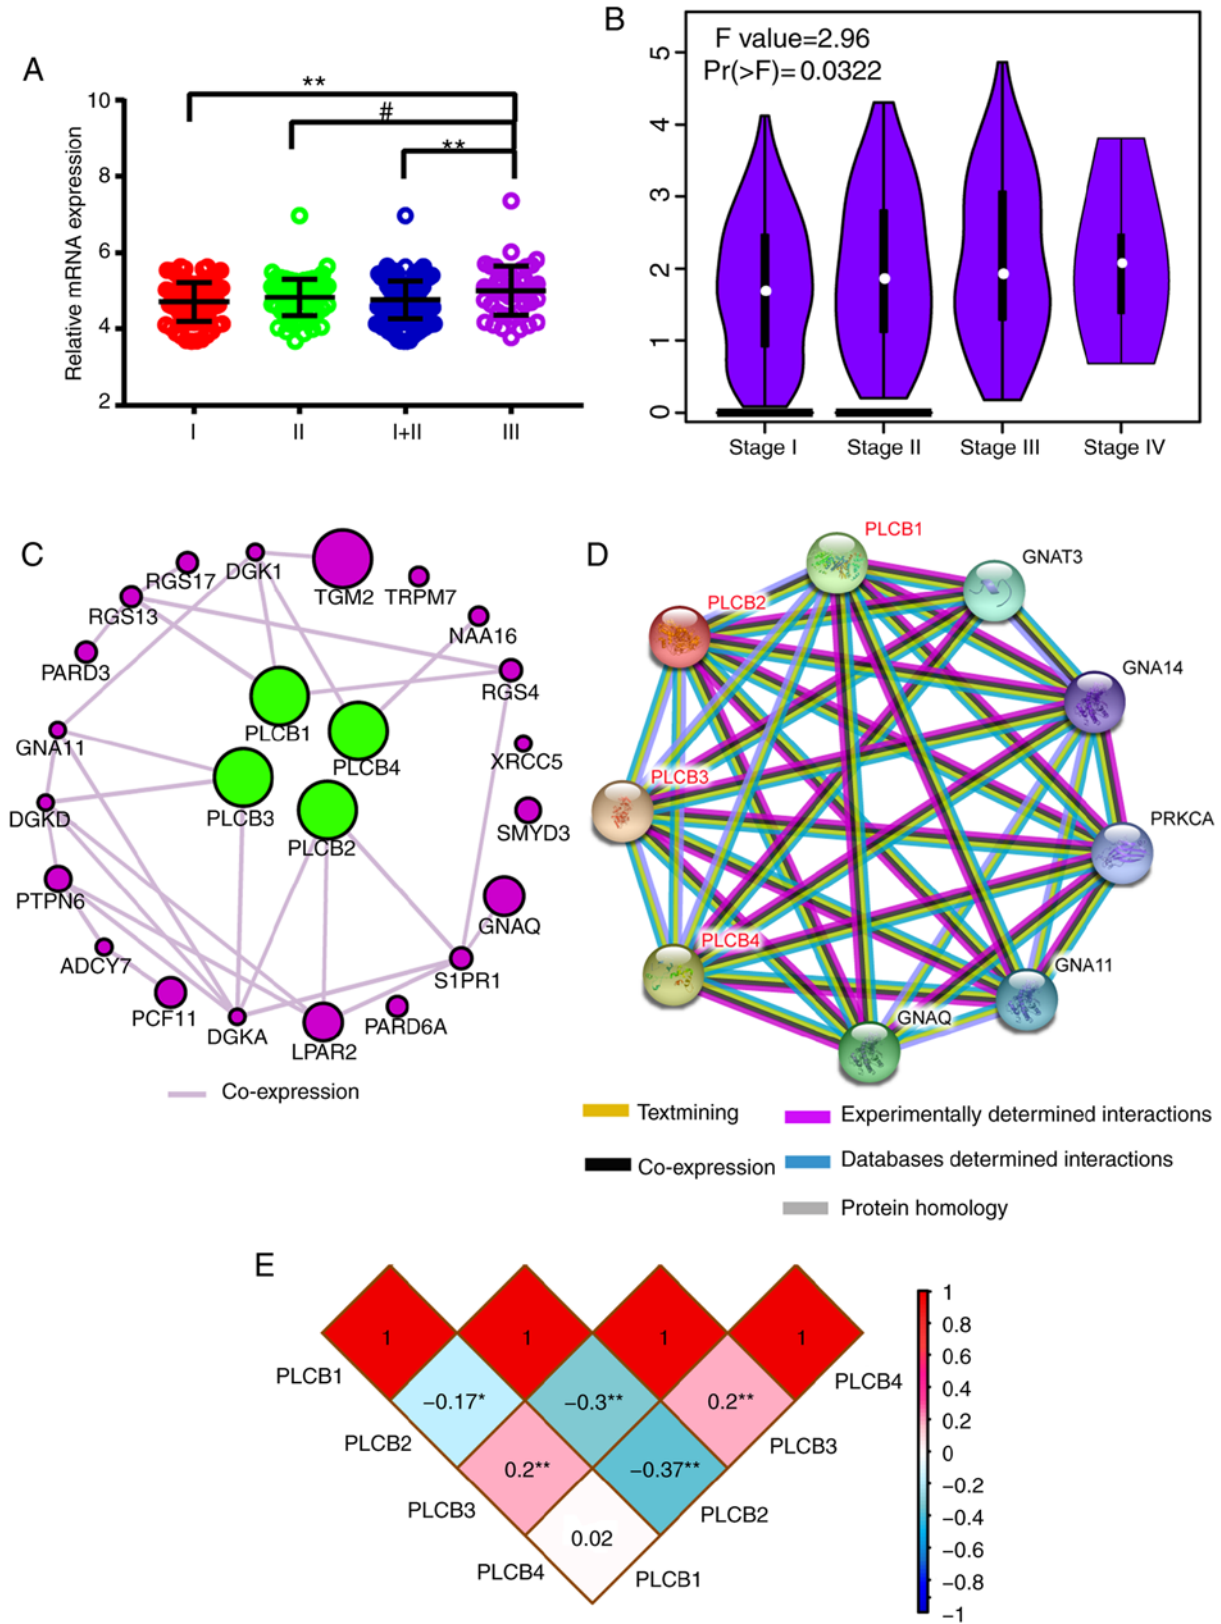 A
**
#
**
Relative mRNA expression
10
8
6
4
2
I
II
I+II
III
B
F value=2.96
Pr(>F)=0.0322
5
4
3
2
1
0
Stage I
Stage II
Stage III
Stage IV
C
RGS17
DGK1
TGM2
TRPM7
RGS13
NAA16
PARD3
RGS4
PLCB1
GNA11
PLCB4
XRCC5
DGKD
PLCB3
SMYD3
PLCB2
PTPN6
GNAQ
ADCY7
S1PR1
PCF11
DGKA
LPAR2
PARD6A
Co-expression
D
PLCB1
GNAT3
PLCB2
GNA14
PLCB3
PRKCA
PLCB4
GNA11
GNAQ
Textmining
Experimentally determined interactions
Co-expression
Databases determined interactions
Protein homology
E
1
1
1
1
PLCB1
PLCB4
−0.17*
−0.3**
0.2**
PLCB2
PLCB3
0.2**
−0.37**
PLCB3
PLCB2
0.02
PLCB4
PLCB1
1
0.8
0.6
0.4
0.2
0
−0.2
−0.4
−0.6
−0.8
−1